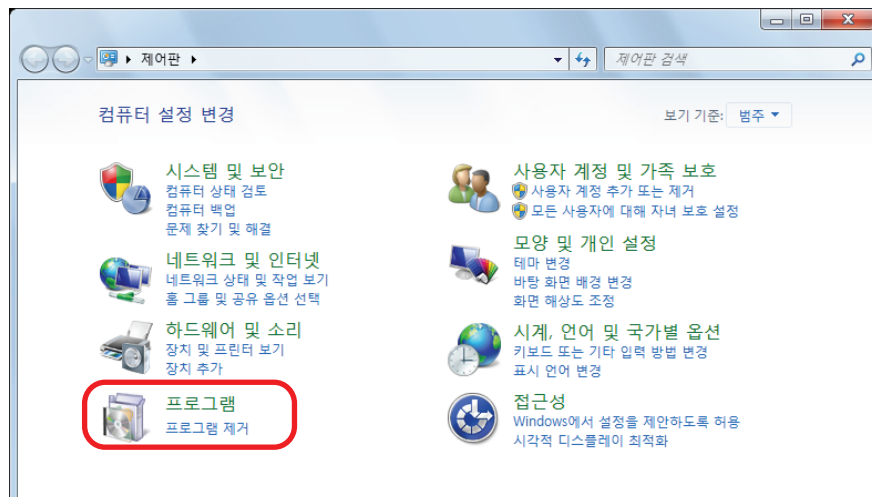 제어판
제어판 검색
컴퓨터 설정 변경
보기 기준: 범주
시스템 및 보안
컴퓨터 상태 검토
컴퓨터 백업
문제 찾기 및 해결
네트워크 및 인터넷
네트워크 상태 및 작업 보기
홈 그룹 및 공유 옵션 선택
하드웨어 및 소리
장치 및 프린터 보기
장치 추가
프로그램
프로그램 제거
사용자 계정 및 가족 보호
사용자 계정 추가 또는 제거
모든 사용자에 대해 자녀 보호 설정
모양 및 개인 설정
테마 변경
바탕 화면 배경 변경
화면 해상도 조정
시계, 언어 및 국가별 옵션
키보드 또는 기타 입력 방법 변경
표시 언어 변경
접근성
Windows에서 설정을 제안하도록 허용
시각적 디스플레이 최적화